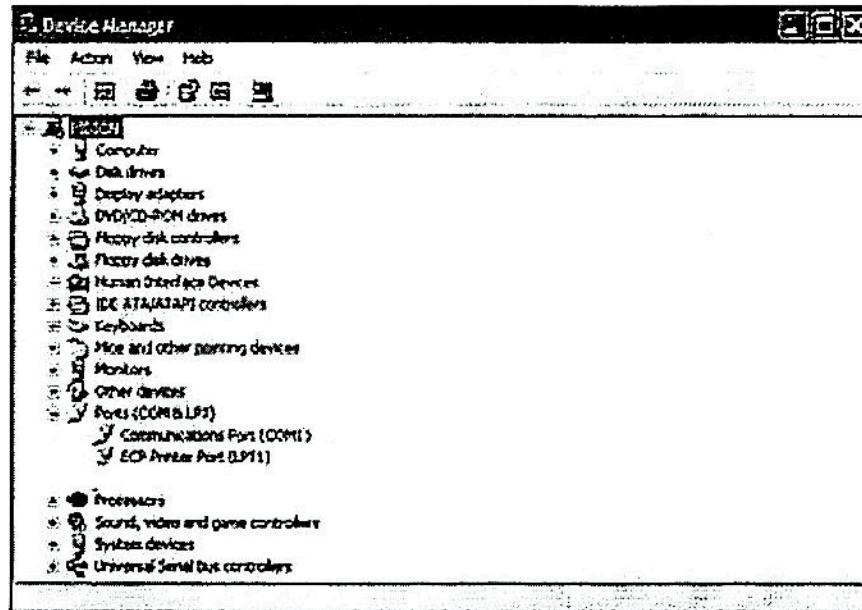 Device Manager
File Action View Help
Computer
Disk drives
Display adapters
DVD/CD-ROM drives
Floppy disk controllers
Floppy disk drives
Human Interface Devices
IDE ATA/ATAPI controllers
Keyboards
Mice and other pointing devices
Monitors
Other devices
Ports (COM & LPT)
Communications Port (COM1)
ECP Printer Port (LPT1)
Processors
Sound, video and game controllers
System devices
Universal Serial Bus controllers